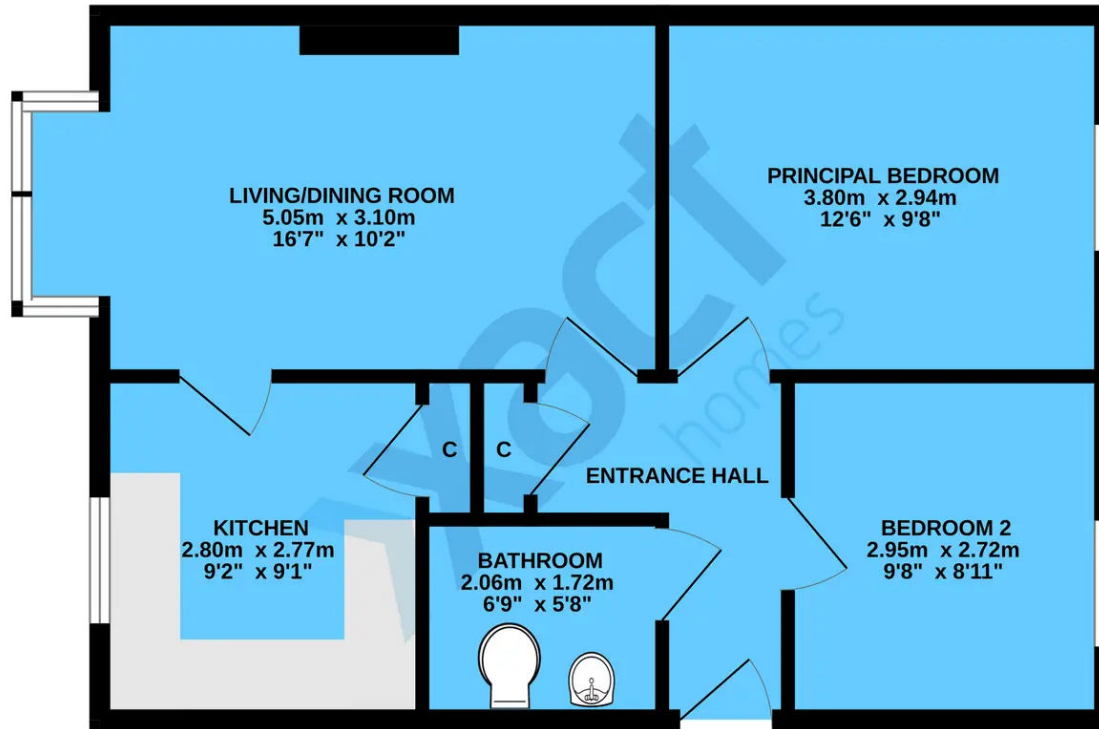 LIVING/DINING ROOM
5.05m x 3.10m
16'7" x 10'2"
PRINCIPAL BEDROOM
3.80m x 2.94m
12'6" x 9'8"
xact
homes
C
C
ENTRANCE HALL
KITCHEN
2.80m x 2.77m
9'2" x 9'1"
BATHROOM
2.06m x 1.72m
6'9" x 5'8"
BEDROOM 2
2.95m x 2.72m
9'8" x 8'11"